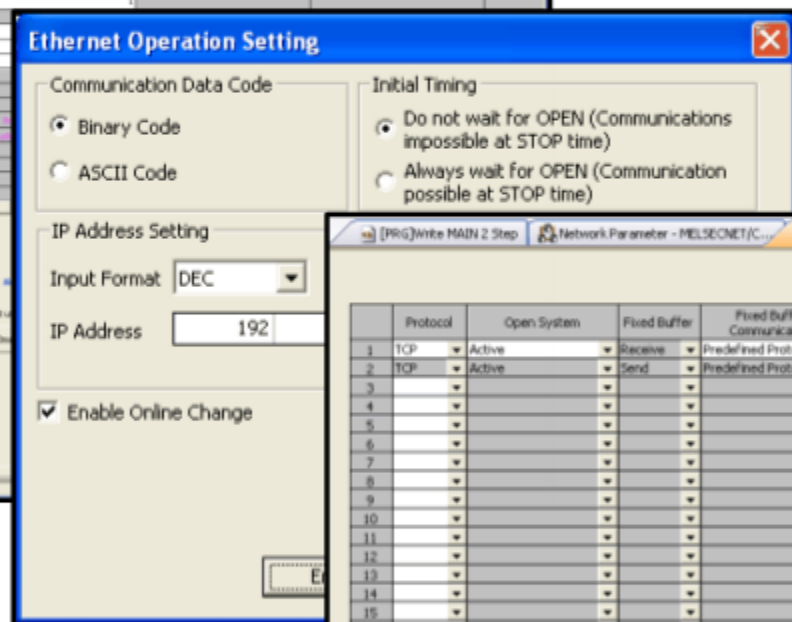 Ethernet Operation Setting
Communication Data Code
Binary Code
ASCII Code
Initial Timing
Do not wait for OPEN (Communications
impossible at STOP time)
Always wait for OPEN (Communication
possible at STOP time)
IP Address Setting
Input Format DEC
IP Address 192
Enable Online Change
[PRG]Write MAIN 2 Step Network Parameter - MELSECNET/C...
Protocol Open System Fixed Buffer Fixed Buff
Communica
1 TCP Active Receive Predefined Prot
2 TCP Active Send Predefined Prot
3
4
5
6
7
8
9
10
11
12
13
14
15